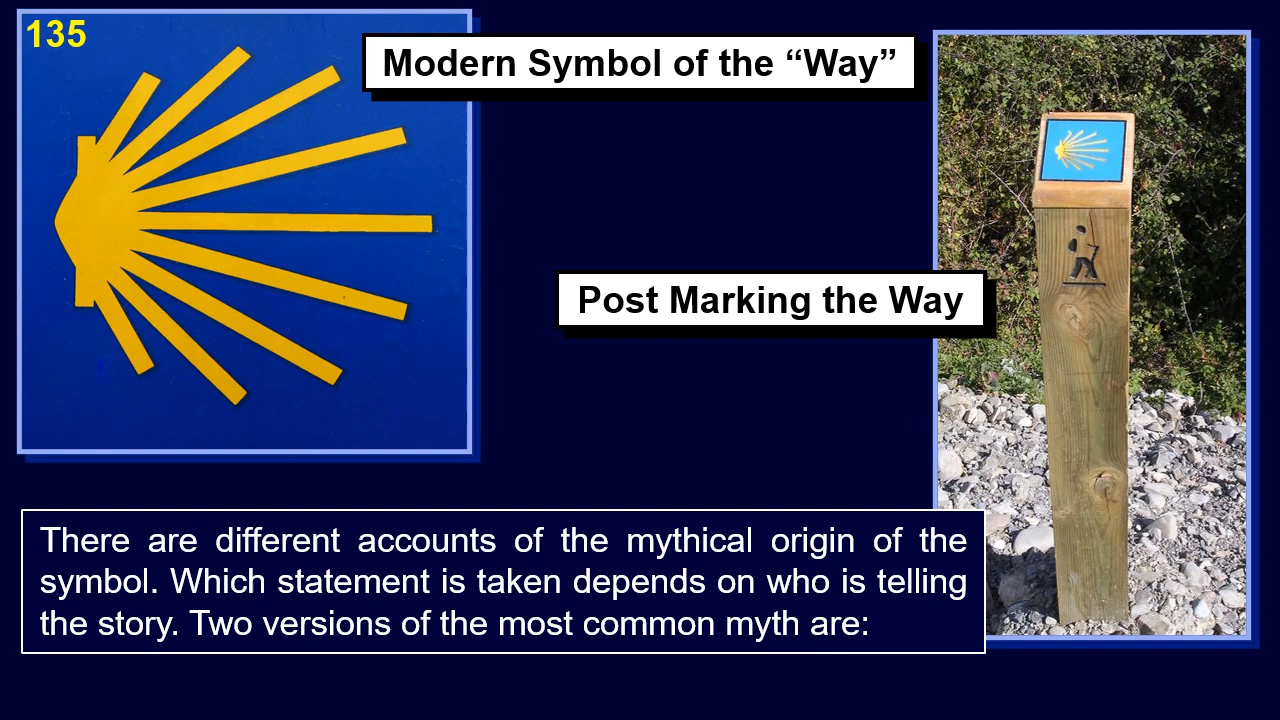 135
Modern Symbol of the “Way”
Post Marking the Way
There are different accounts of the mythical origin of the
symbol. Which statement is taken depends on who is telling
the story. Two versions of the most common myth are: